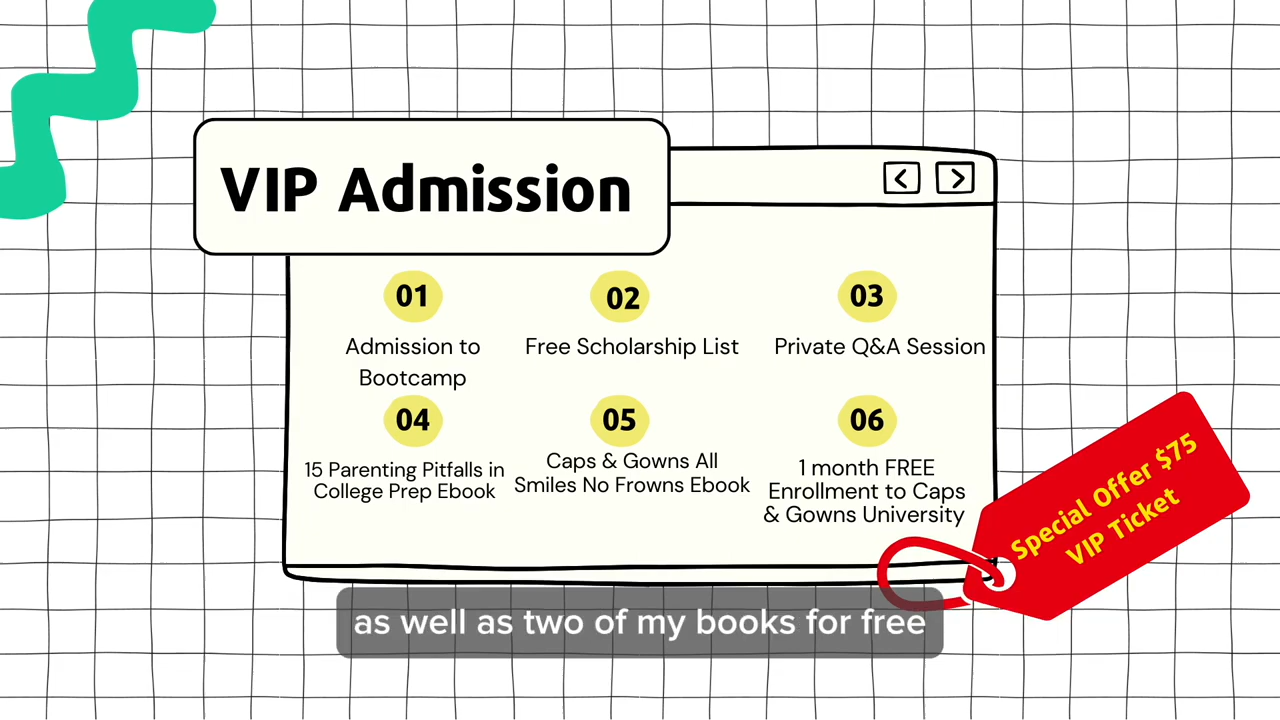 VIP Admission
01
Admission to
Bootcamp
02
Free Scholarship List
03
Private Q&A Session
04
15 Parenting Pitfalls in
College Prep Ebook
05
Caps & Gowns All
Smiles No Frowns Ebook
06
1 month FREE
Enrollment to Caps
& Gowns University
Special Offer $75
VIP Ticket
as well as two of my books for free